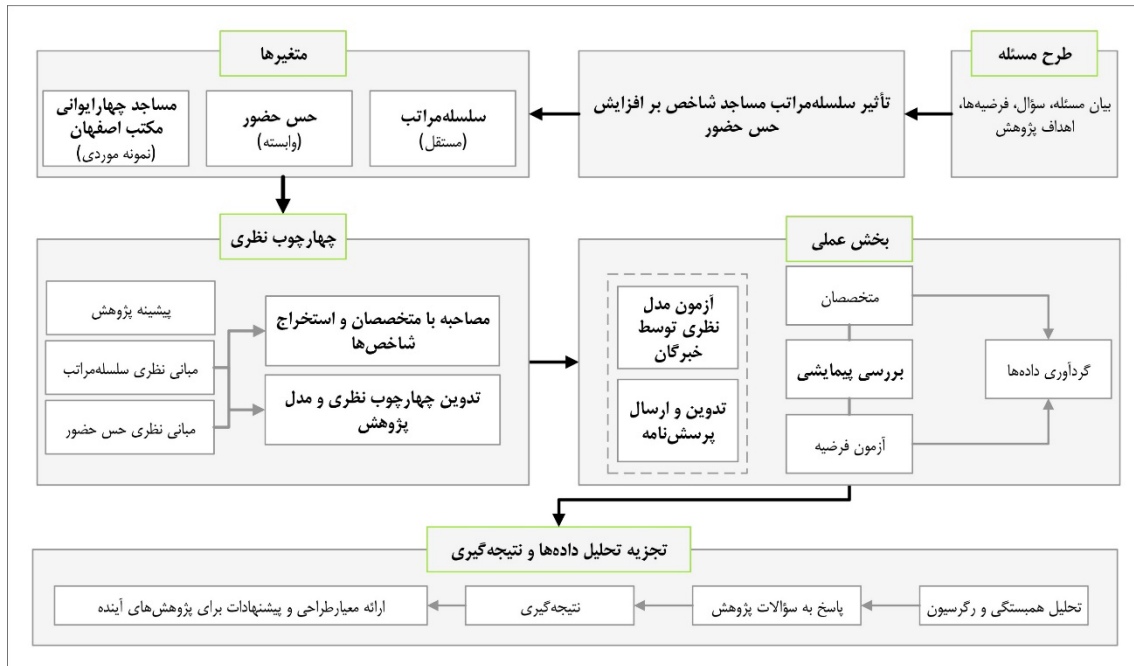 طرح مسئله
بیان مسئله، سؤال، فرضیه‌ها،
اهداف پژوهش
تأثیر سلسله‌مراتب مساجد شاخص بر افزایش
حس حضور
متغیرها
سلسله‌مراتب
(مستقل)
حس حضور
(وابسته)
مساجد چهارایوانی
مکتب اصفهان
(نمونه موردی)
چهارچوب نظری
پیشینه پژوهش
مبانی نظری سلسله‌مراتب
مبانی نظری حس حضور
مصاحبه با متخصصان و استخراج
شاخص‌ها
تدوین چهارچوب نظری و مدل
پژوهش
بخش عملی
آزمون مدل
نظری توسط
خبرگان
تدوین و ارسال
پرسش‌نامه
متخصصان
بررسی پیمایشی
آزمون فرضیه
گردآوری داده‌ها
تجزیه تحلیل داده‌ها و نتیجه‌گیری
تحلیل همبستگی و رگرسیون
پاسخ به سؤالات پژوهش
نتیجه‌گیری
ارائه معیارطراحی و پیشنهادات برای پژوهش‌های آینده